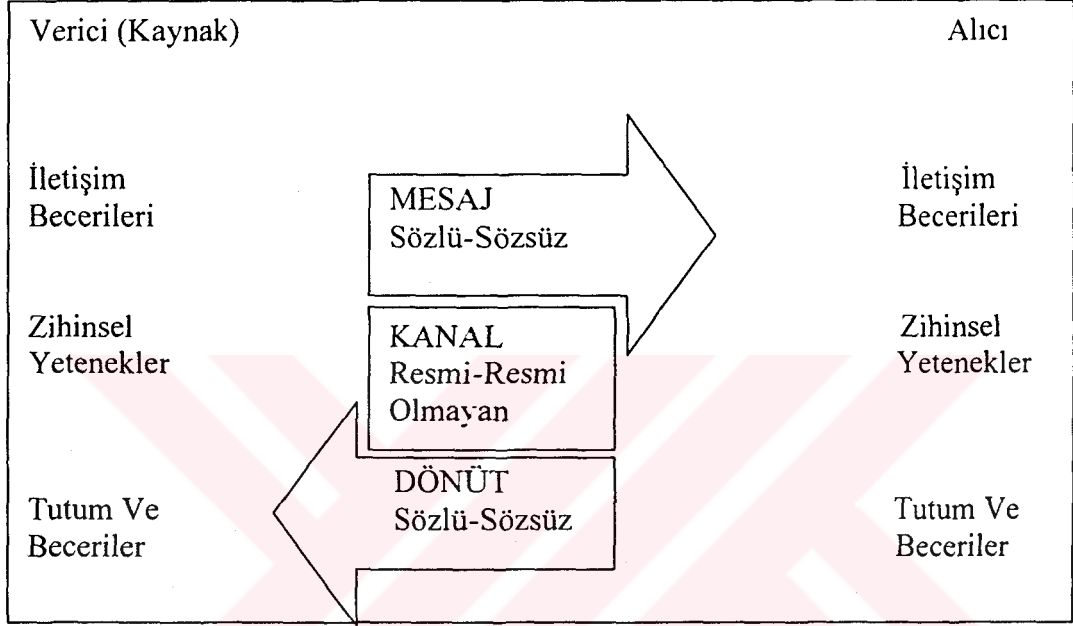 Verici (Kaynak)
Alıcı
İletişim
Becerileri
MESAJ
Sözlü-Sözsüz
İletişim
Becerileri
Zihinsel
Yetenekler
KANAL
Resmi-Resmi
Olmayan
Zihinsel
Yetenekler
Tutum Ve
Beceriler
DÖNÜT
Sözlü-Sözsüz
Tutum Ve
Beceriler